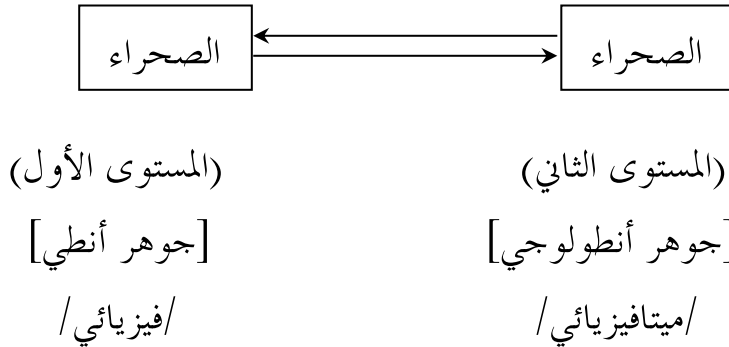 الصحراء
الصحراء
(المستوى الأول)
(المستوى الثاني)
[جوهر أنطي]
[جوهر أنطولوجي]
/فيزيائي/
/ميتافيزيائي/